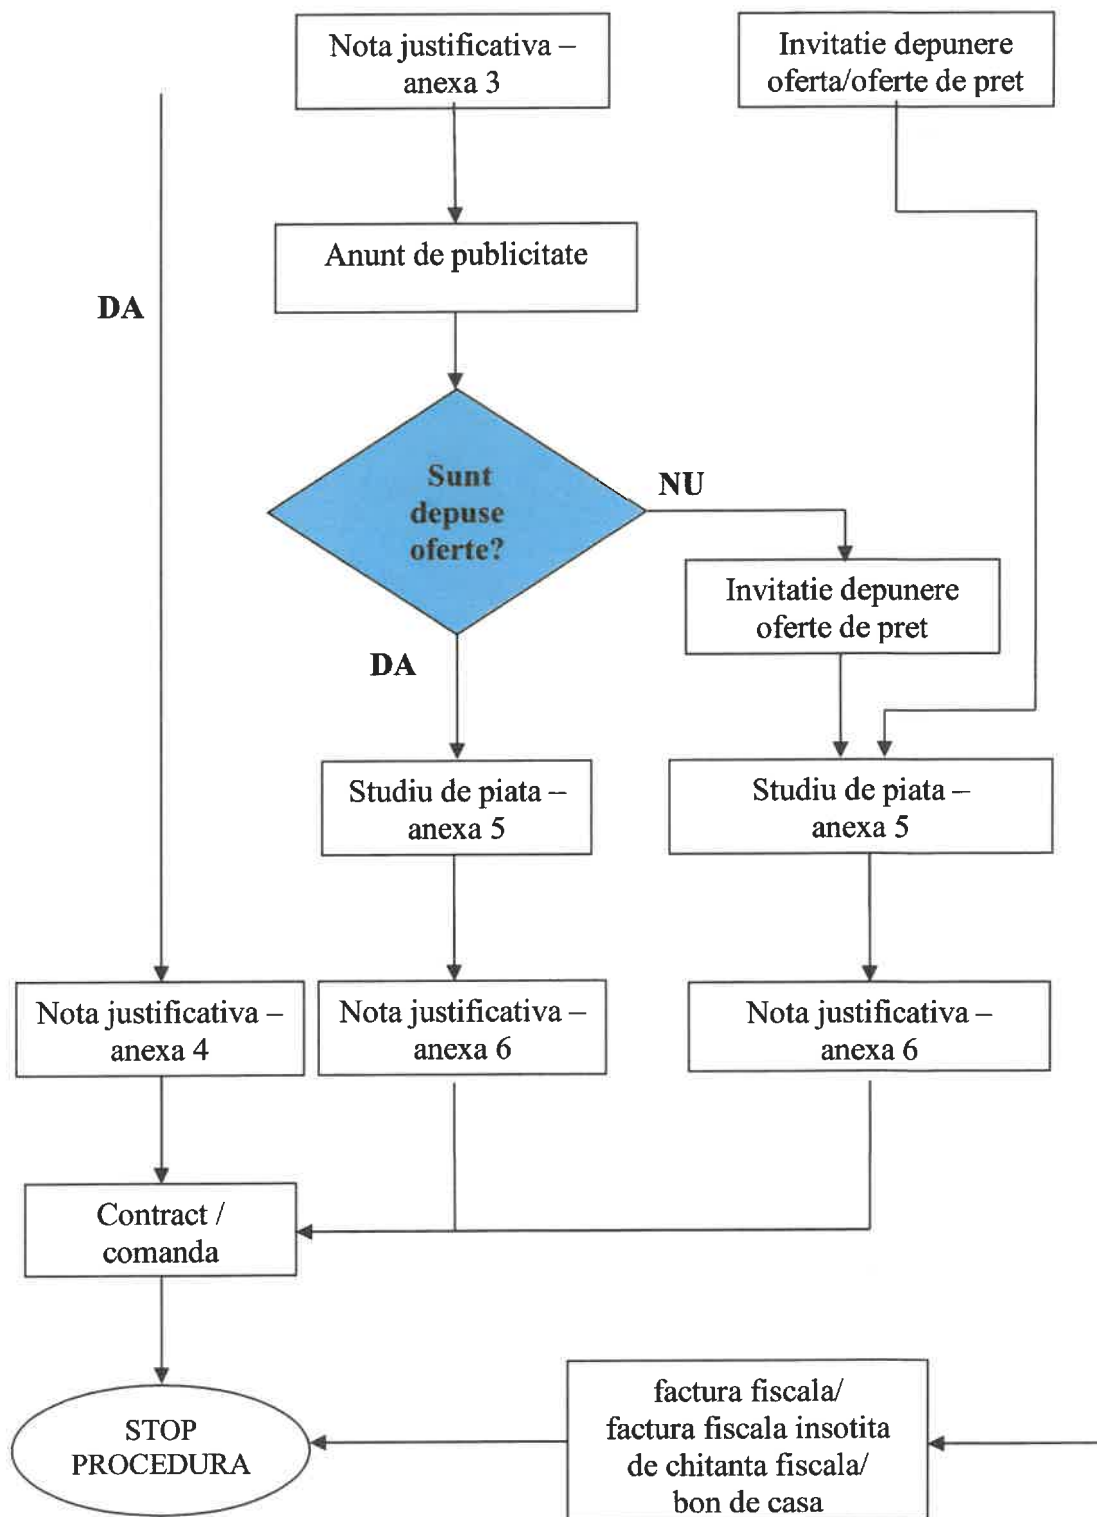 Nota justificativa –
anexa 3
Invitatie depunere
oferta/oferte de pret
Anunt de publicitate
DA
Sunt
depuse
oferte?
NU
Invitatie depunere
oferte de pret
DA
Studiu de piata –
anexa 5
Studiu de piata –
anexa 5
Nota justificativa –
anexa 4
Nota justificativa –
anexa 6
Nota justificativa –
anexa 6
Contract /
comanda
STOP
PROCEDURA
factura fiscala/
factura fiscala insotita
de chitanta fiscala/
bon de casa